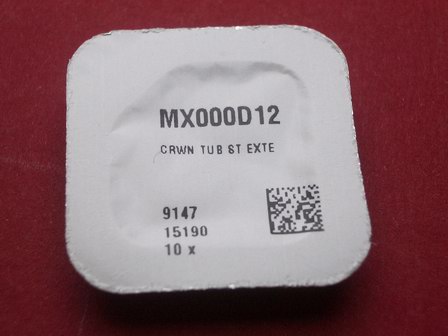 MX000D12
CRWN TUB ST EXTE
9147
15190
10 x